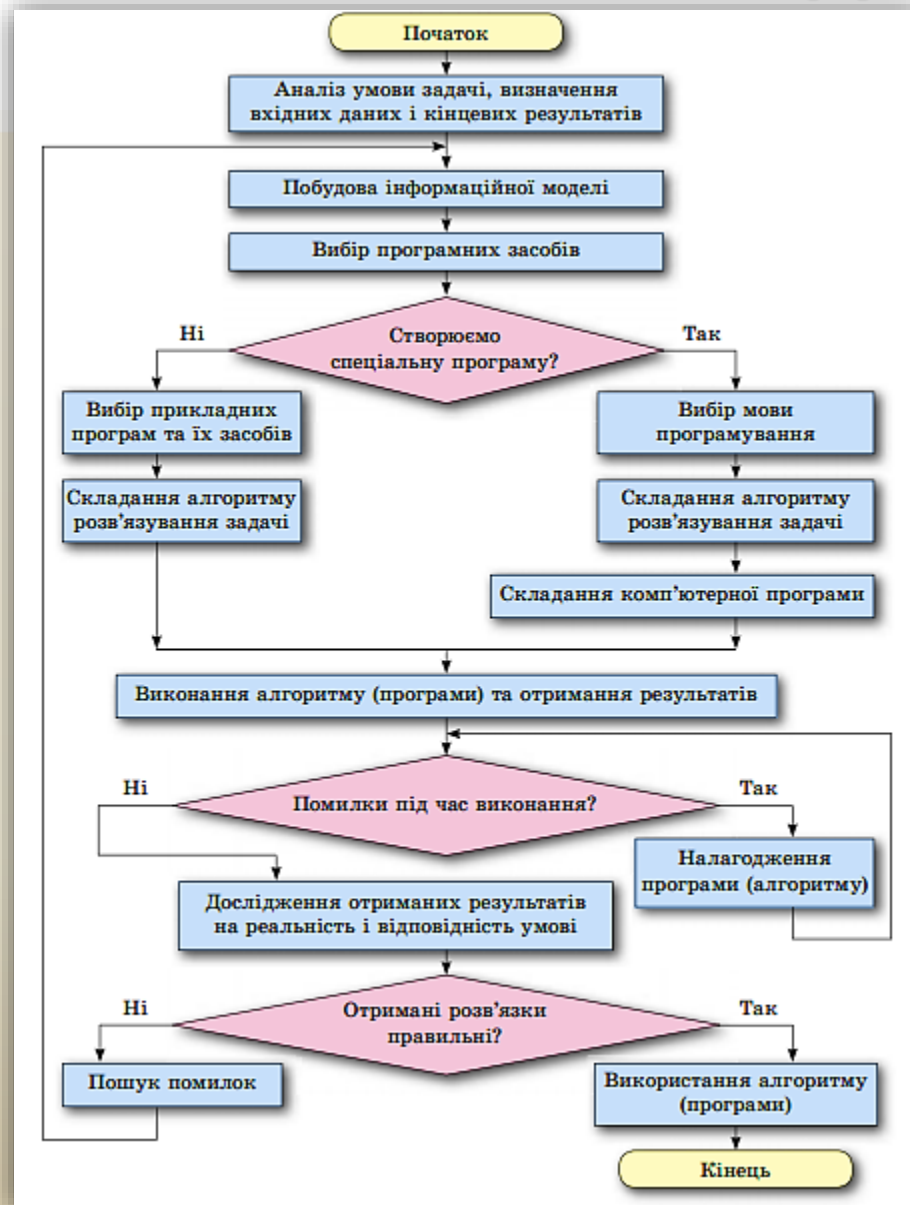 Початок
Аналіз умови задачі, визначення
вхідних даних і кінцевих результатів
Побудова інформаційної моделі
Вибір програмних засобів
Ні
Створюємо
спеціальну програму?
Так
Вибір прикладних
програм та їх засобів
Вибір мови
програмування
Складання алгоритму
розв'язування задачі
Складання алгоритму
розв'язування задачі
Складання комп'ютерної програми
Виконання алгоритму (програми) та отримання результатів
Ні
Помилки під час виконання?
Так
Налагодження
програми (алгоритму)
Дослідження отриманих результатів
на реальність і відповідність умові
Ні
Отримані розв'язки
правильні?
Так
Пошук помилок
Використання алгоритму
(програми)
Кінець